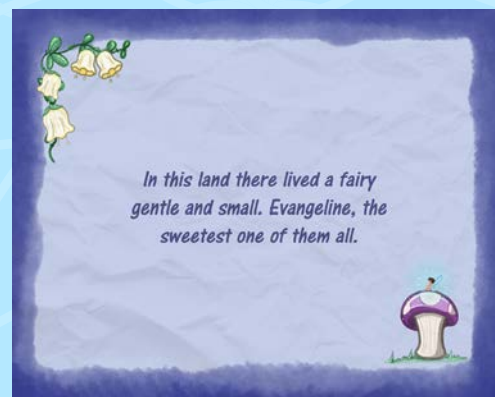 In this land there lived a fairy
gentle and small. Evangeline, the
sweetest one of them all.